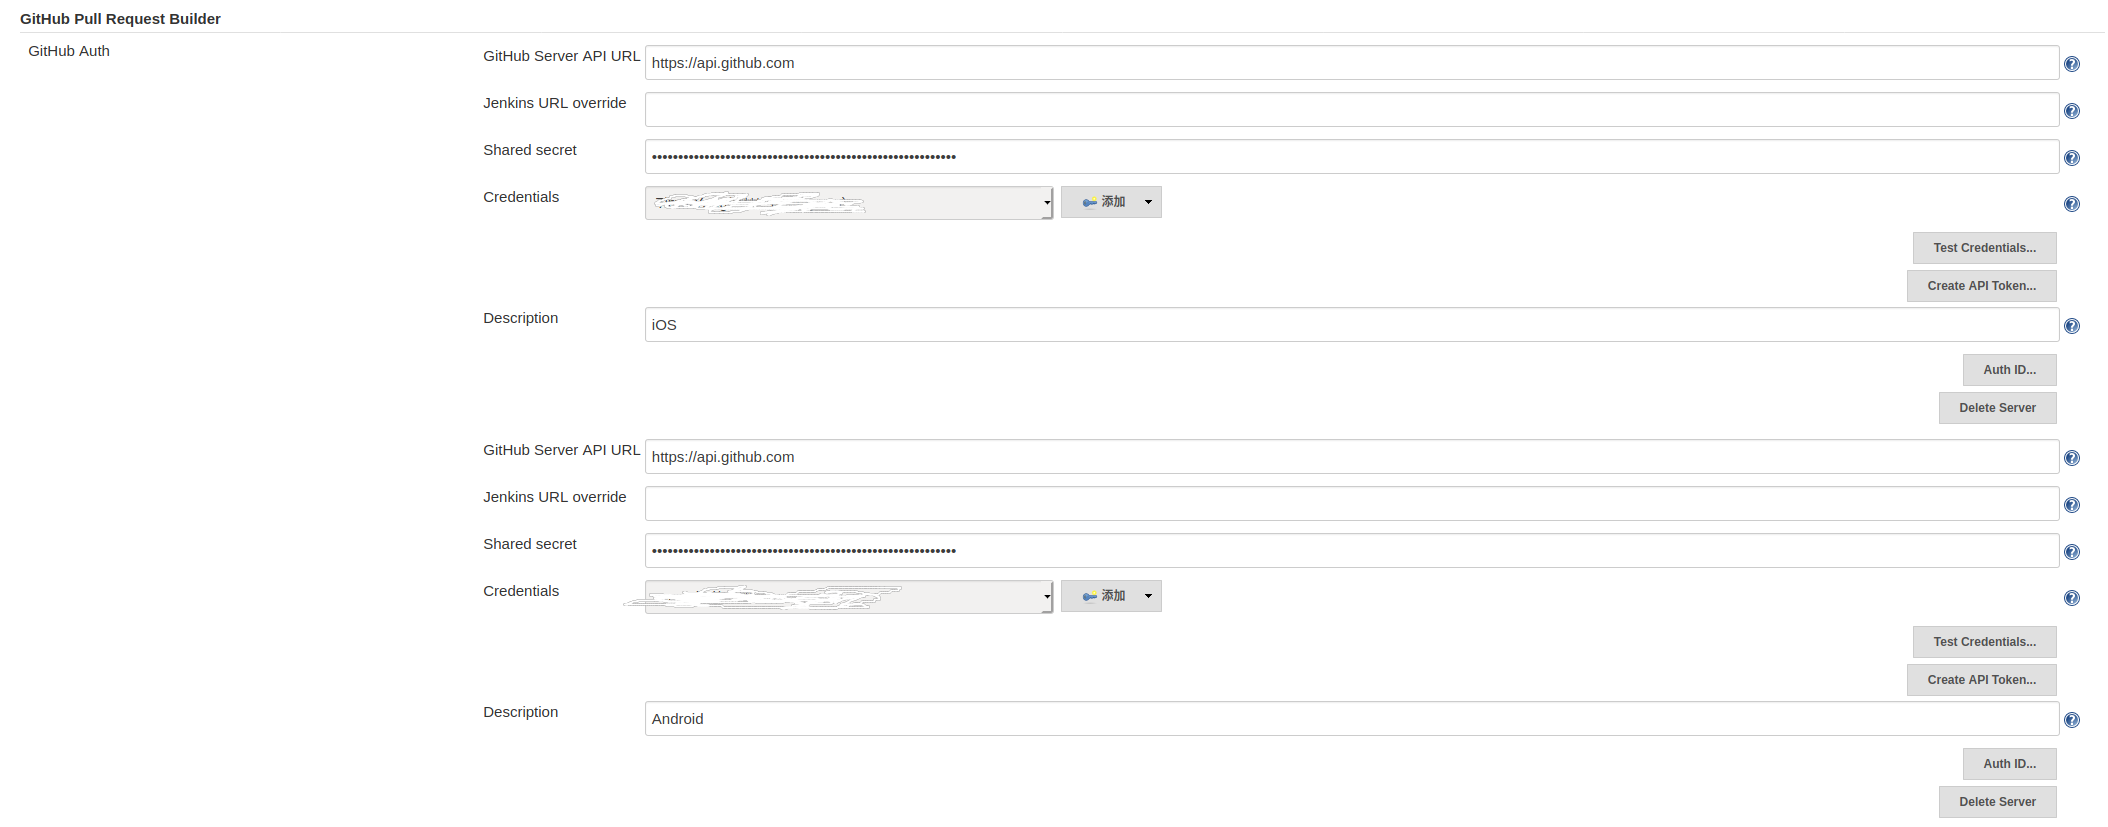 GitHub Pull Request Builder
GitHub Auth
GitHub Server API URL https://api.github.com
Jenkins URL override
Shared secret ••••••••••••••••••••••••••••••••••••••••••••••••••••••••••
Credentials 添加
Test Credentials...
Create API Token...
Description iOS
Auth ID...
Delete Server
GitHub Server API URL https://api.github.com
Jenkins URL override
Shared secret ••••••••••••••••••••••••••••••••••••••••••••••••••••••••••
Credentials 添加
Test Credentials...
Create API Token...
Description Android
Auth ID...
Delete Server